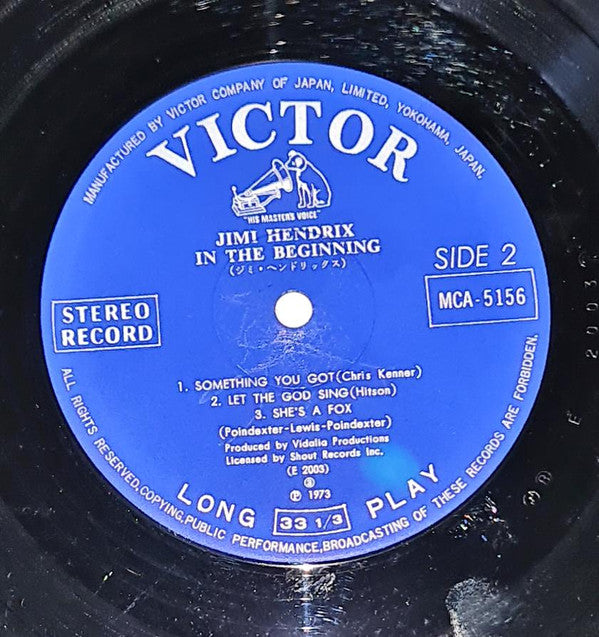 MANUFACTURED BY VICTOR COMPANY OF JAPAN, LIMITED, YOKOHAMA, JAPAN.
VICTOR
"HIS MASTER'S VOICE"
JIMI HENDRIX
IN THE BEGINNING
(ジミ・ヘンドリックス)
SIDE 2
MCA-5156
STEREO
RECORD
1. SOMETHING YOU GOT(Chris Kenner)
2. LET THE GOD SING(Hitson)
3. SHE'S A FOX
(Poindexter-Lewis-Poindexter)
Produced by Vidalia Productions
Licensed by Shout Records Inc.
(E 2003)
Ⓢ
Ⓟ 1973
LONG 33 1/3 PLAY
ALL RIGHTS RESERVED,COPYING,PUBLIC PERFORMANCE,BROADCASTING OF THESE RECORDS ARE FORBIDDEN.
E 2003